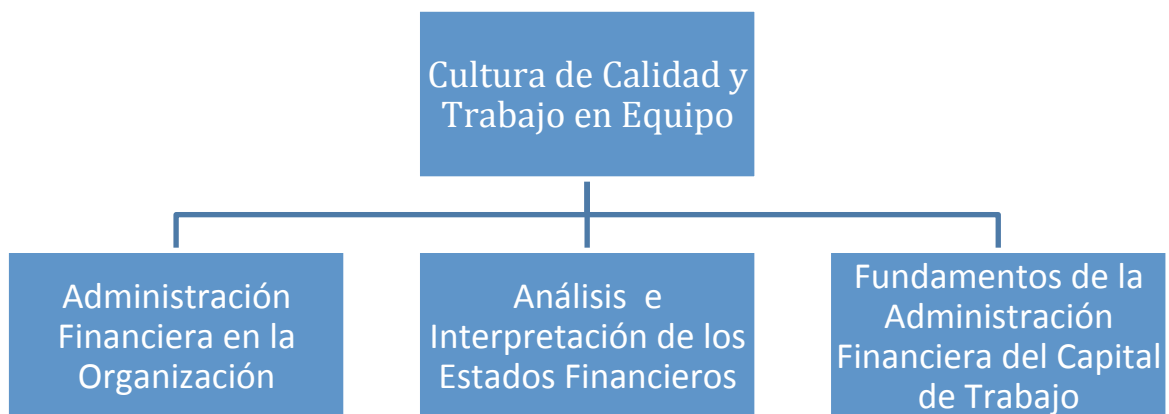 Cultura de Calidad y
Trabajo en Equipo
Administración
Financiera en la
Organización
Análisis e
Interpretación de los
Estados Financieros
Fundamentos de la
Administración
Financiera del Capital
de Trabajo